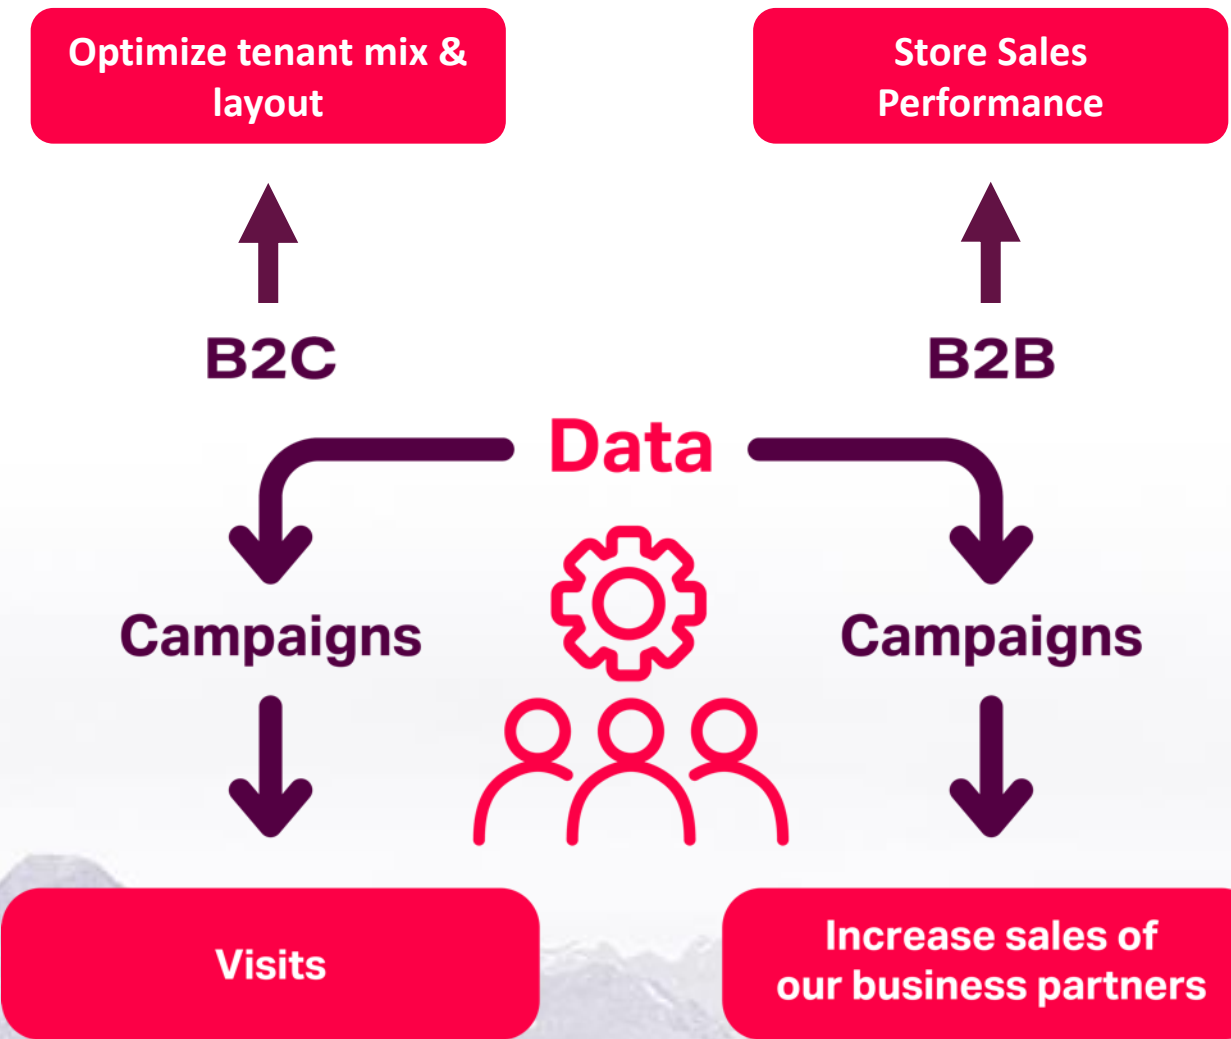 Optimize tenant mix &
layout
Store Sales
Performance
B2C
B2B
Data
Campaigns
Campaigns
Visits
Increase sales of
our business partners